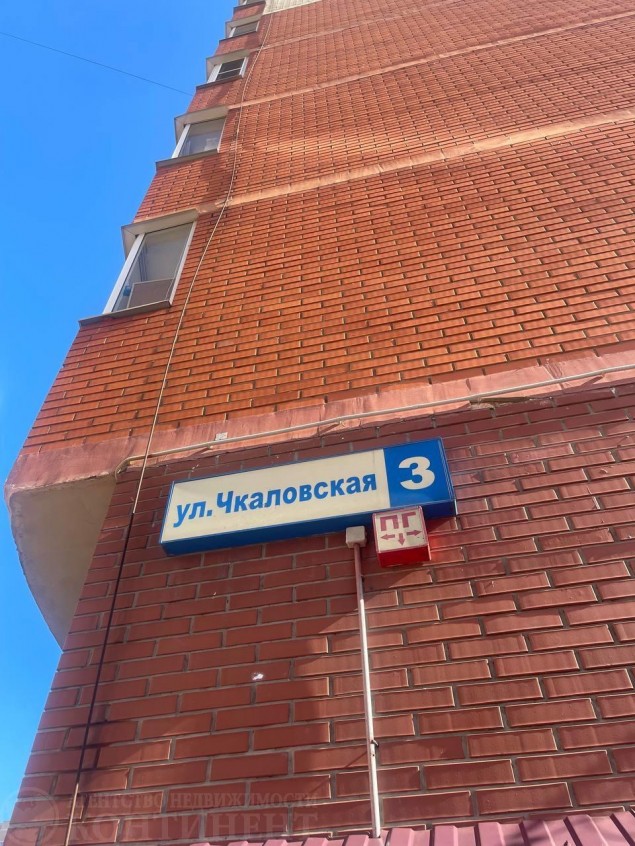 ул.Чкаловская 3
ПГ
АГЕНТСТВО НЕДВИЖИМОСТИ
КОНТИНЕНТ